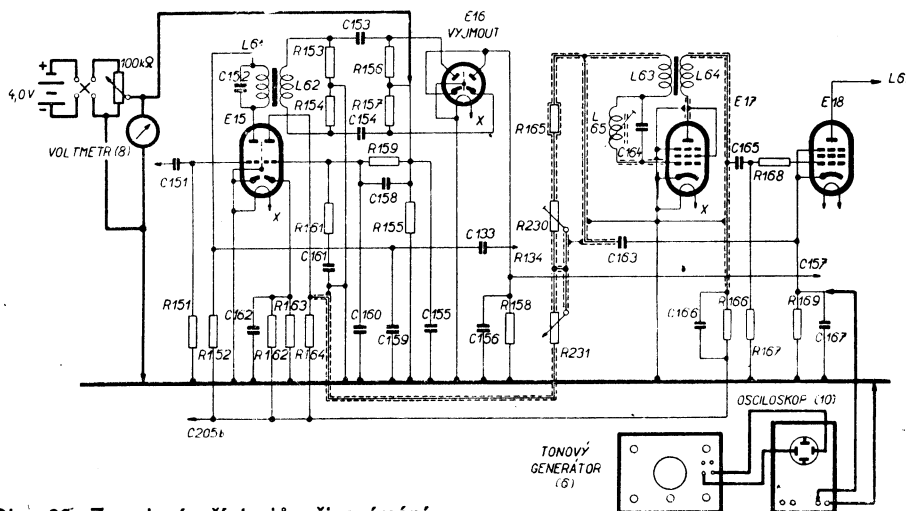 C153
E16
VYJMOUT
L61
R153
R156
100kΩ
C152
L62
L63
L64
4,0V
R154
R157
E17
E18
L6
C154
X
E15
R165
L65
C164
VOLTMETR (8)
R159
C165
R168
C151
C158
X
X
R161
R155
R230
C133
R134
C163
C161
C157
R151
R163
R158
R166
R169
C162
C160
C155
C166
R152
R162
R164
C159
C156
R231
R167
C167
C205b
OSCILOSKOP (10)
TONOVÝ
GENERÁTOR
(6)